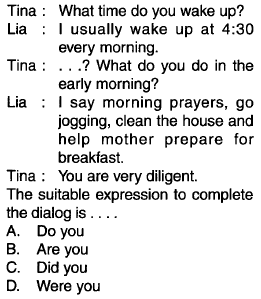 Tina : What time do you wake up?
Lia : I usually wake up at 4:30
every morning.
Tina : . . .? What do you do in the
early morning?
Lia : I say morning prayers, go
jogging, clean the house and
help mother prepare for
breakfast.
Tina : You are very diligent.
The suitable expression to complete
the dialog is . . . .
A. Do you
B. Are you
C. Did you
D. Were you